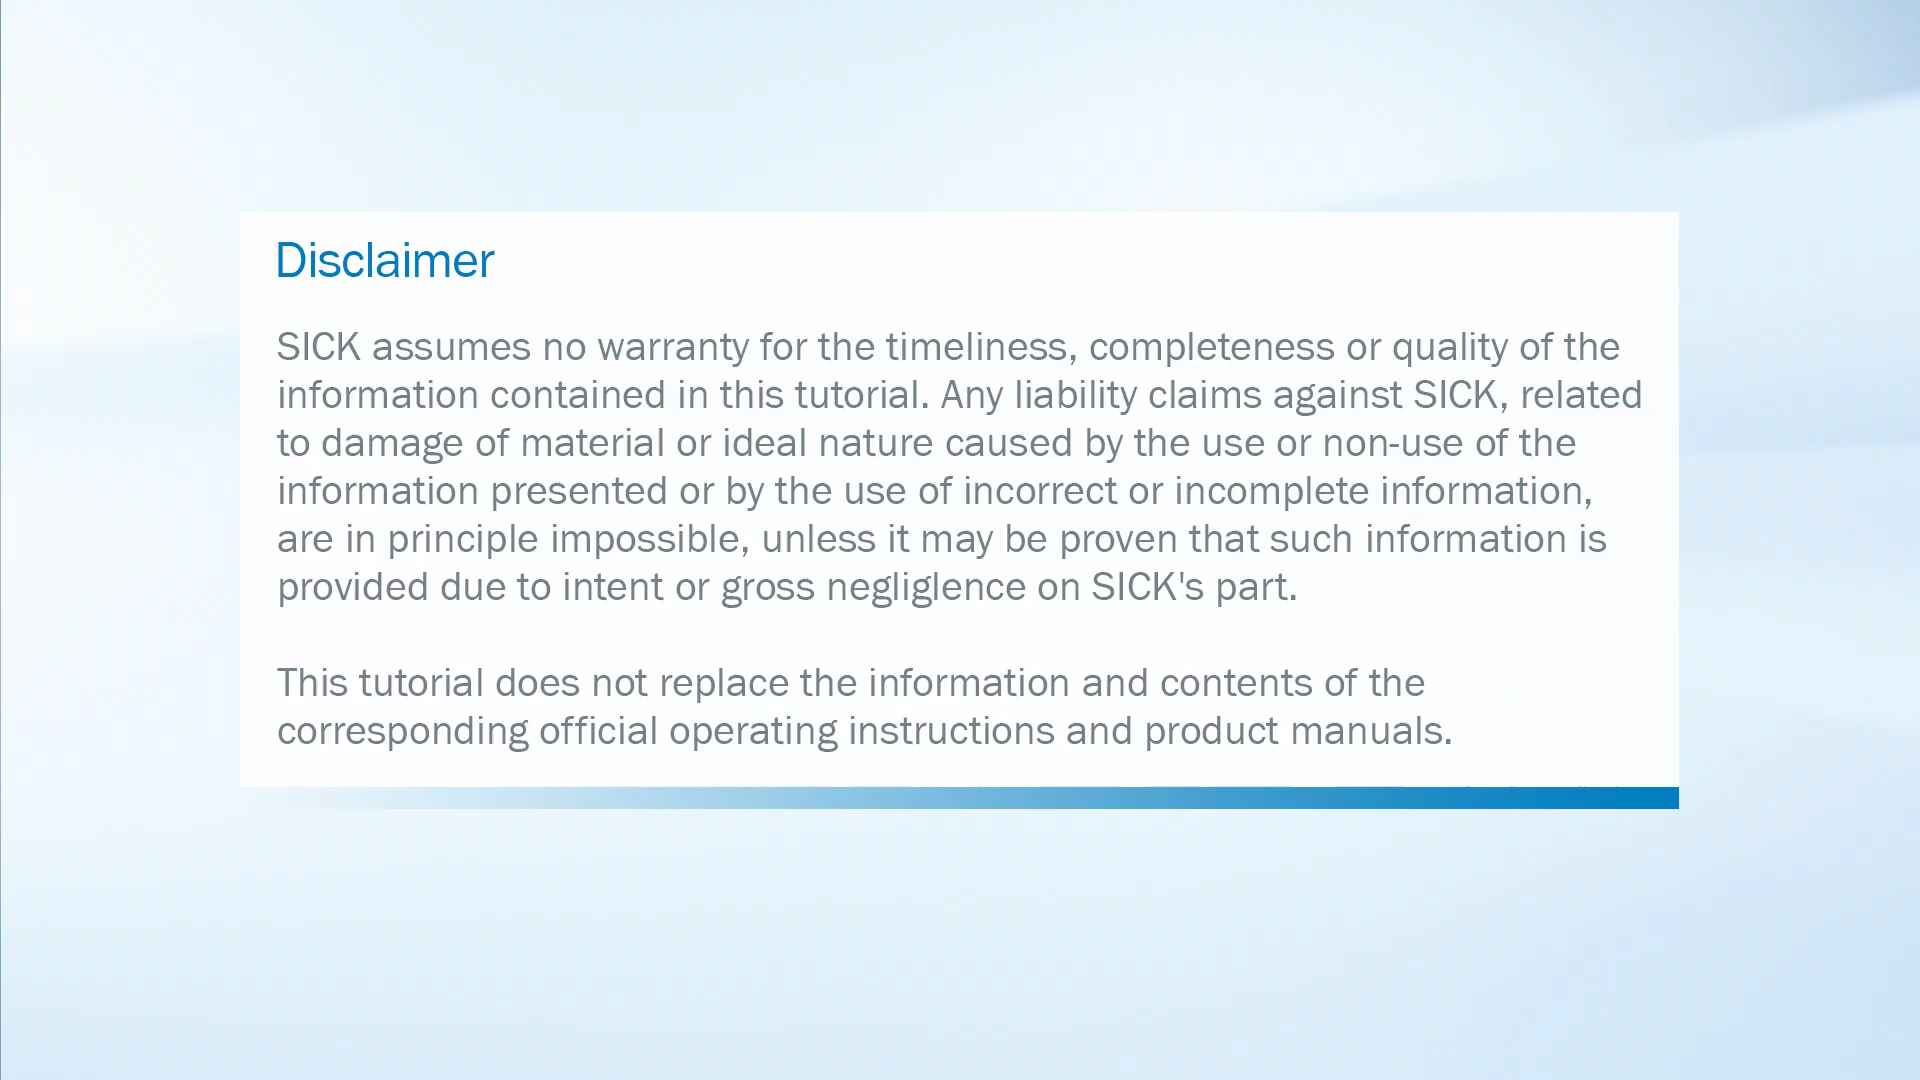 Disclaimer
SICK assumes no warranty for the timeliness, completeness or quality of the
information contained in this tutorial. Any liability claims against SICK, related
to damage of material or ideal nature caused by the use or non-use of the
information presented or by the use of incorrect or incomplete information,
are in principle impossible, unless it may be proven that such information is
provided due to intent or gross negliglence on SICK's part.
This tutorial does not replace the information and contents of the
corresponding official operating instructions and product manuals.